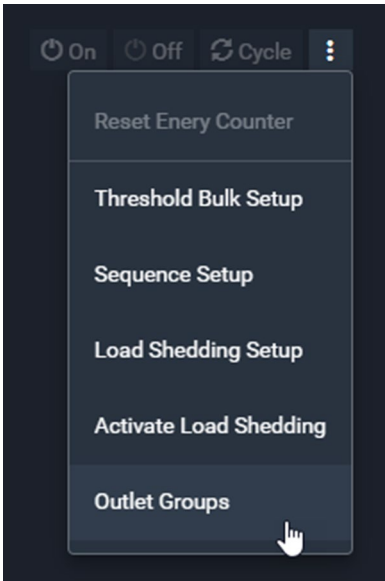 On Off Cycle
Reset Enery Counter
Threshold Bulk Setup
Sequence Setup
Load Shedding Setup
Activate Load Shedding
Outlet Groups